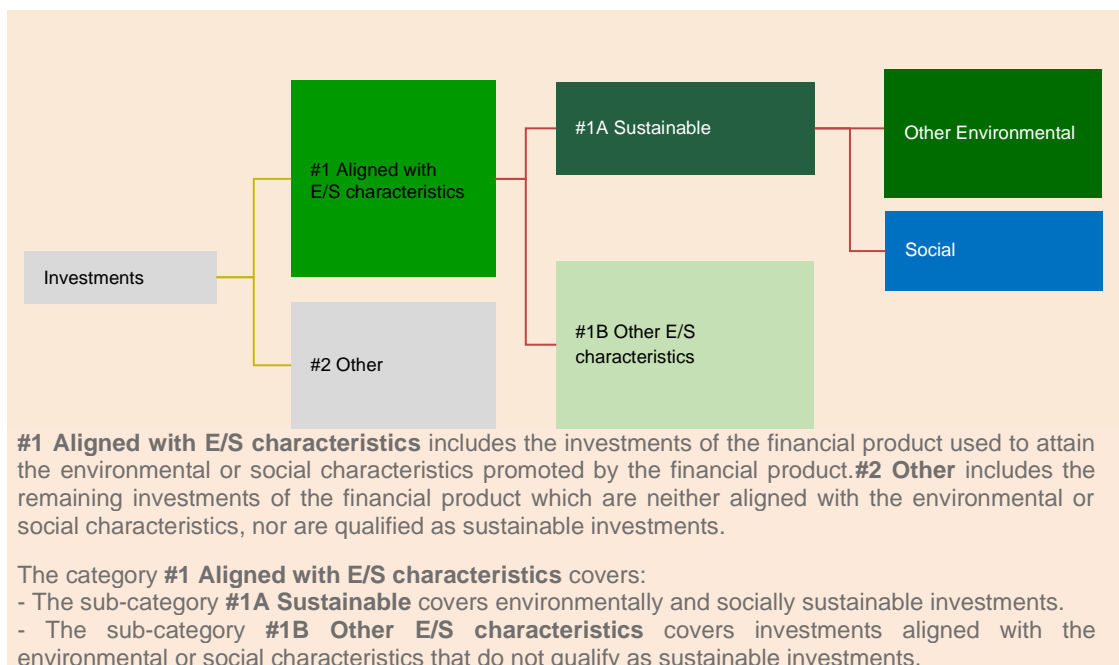 #1A Sustainable
Other Environmental
#1 Aligned with
E/S characteristics
Social
Investments
#1B Other E/S
characteristics
#2 Other
#1 Aligned with E/S characteristics includes the investments of the financial product used to attain
the environmental or social characteristics promoted by the financial product.#2 Other includes the
remaining investments of the financial product which are neither aligned with the environmental or
social characteristics, nor are qualified as sustainable investments.
The category #1 Aligned with E/S characteristics covers:
- The sub-category #1A Sustainable covers environmentally and socially sustainable investments.
- The sub-category #1B Other E/S characteristics covers investments aligned with the
environmental or social characteristics that do not qualify as sustainable investments.